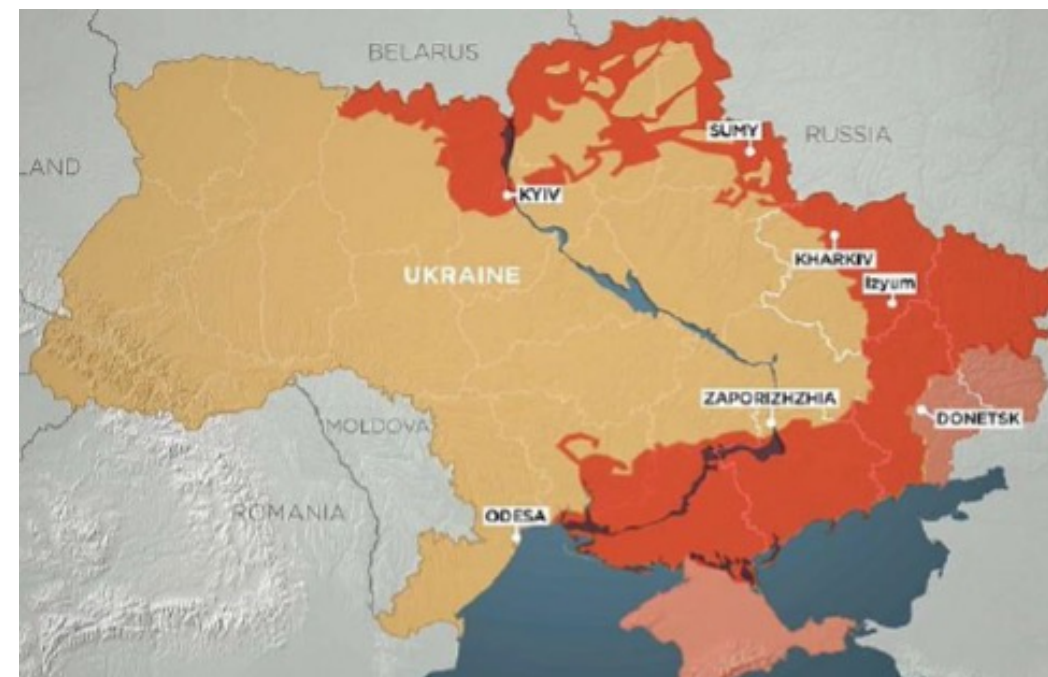 BELARUS
SUMY
RUSSIA
LAND
KYIV
KHARKIV
UKRAINE
Izyum
ZAPORIZHZHIA
DONETSK
MOLDOVA
ROMANIA
ODESA